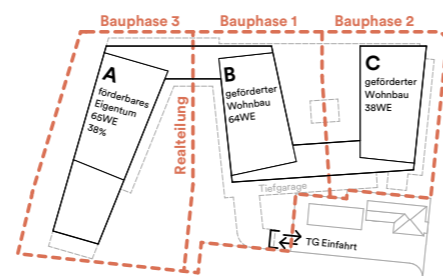 Bauphase 3
Bauphase 1
Bauphase 2
A
förderbares
Eigentum
65WE
38%
Realteilung
B
geförderter
Wohnbau
64WE
C
geförderter
Wohnbau
38WE
Tiefgarage
TG Einfahrt